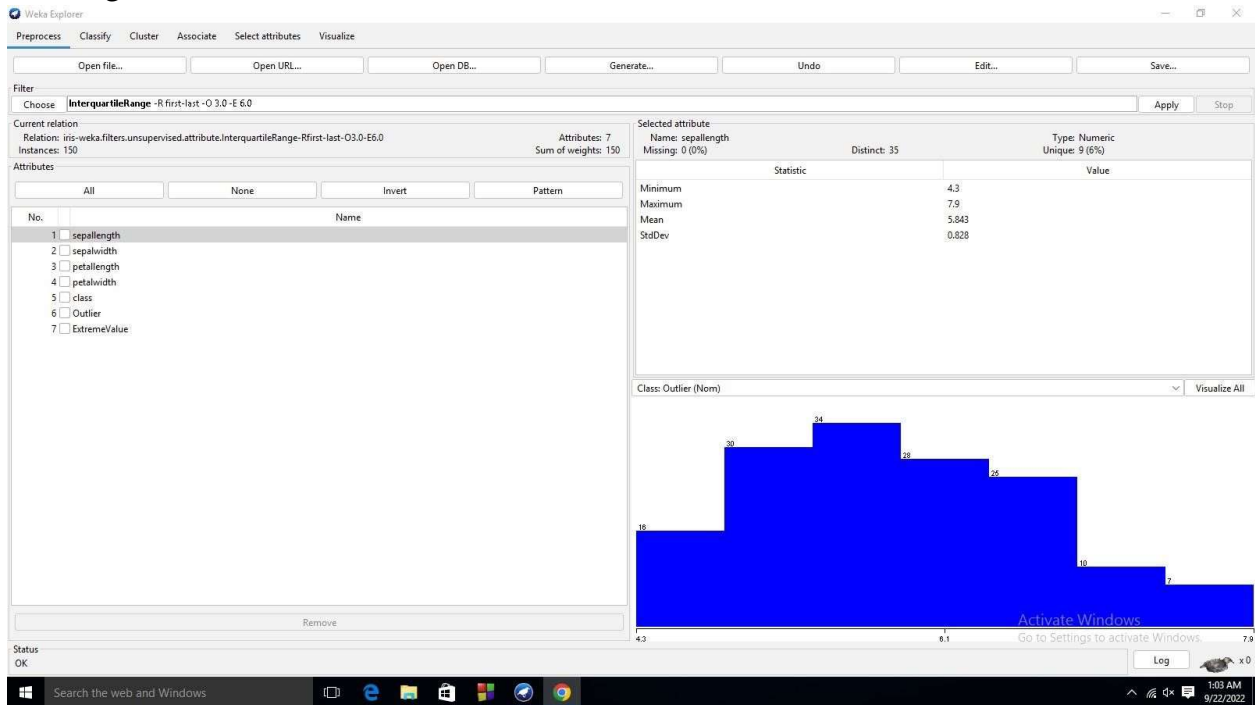 Weka Explorer
Preprocess Classify Cluster Associate Select attributes Visualize
Open file... Open URL... Open DB... Generate... Undo Edit... Save...
Filter
Choose InterquartileRange -R first-last -O 3.0 -E 6.0 Apply Stop
Current relation
Relation: iris-weka.filters.unsupervised.attribute.InterquartileRange-Rfirst-last-O3.0-E6.0 Attributes: 7
Instances: 150 Sum of weights: 150
Attributes
All None Invert Pattern
No. Name
1 sepallength
2 sepalwidth
3 petallength
4 petalwidth
5 class
6 Outlier
7 ExtremeValue
Remove
Selected attribute
Name: sepallength Type: Numeric
Missing: 0 (0%) Distinct: 35 Unique: 9 (6%)
Statistic Value
Minimum 4.3
Maximum 7.9
Mean 5.843
StdDev 0.828
Class: Outlier (Nom) Visualize All
16 30 34 28 25 10 7
4.3 6.1 7.9
Activate Windows
Go to Settings to activate Windows.
Status
OK
Log x 0
Search the web and Windows
1:03 AM
9/22/2022